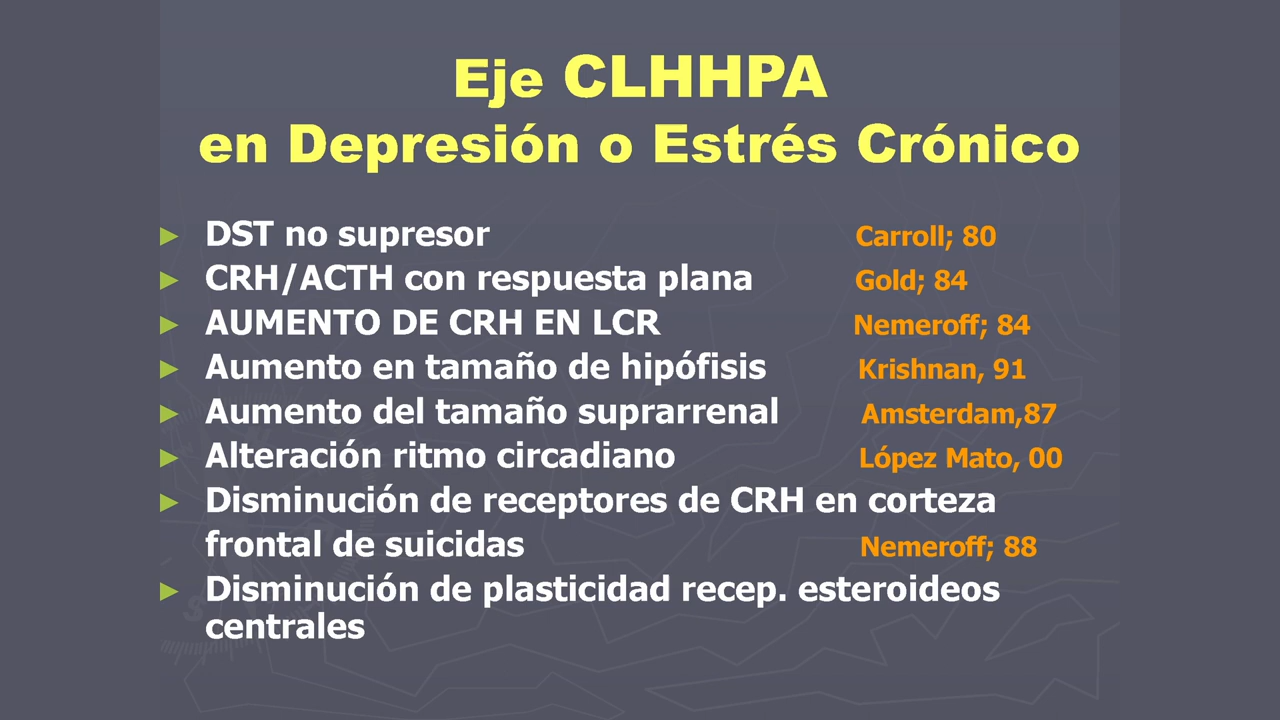 Eje CLHHPA
en Depresión o Estrés Crónico
► DST no supresor Carroll; 80
► CRH/ACTH con respuesta plana Gold; 84
► AUMENTO DE CRH EN LCR Nemeroff; 84
► Aumento en tamaño de hipófisis Krishnan, 91
► Aumento del tamaño suprarrenal Amsterdam,87
► Alteración ritmo circadiano López Mato, 00
► Disminución de receptores de CRH en corteza
frontal de suicidas Nemeroff; 88
► Disminución de plasticidad recep. esteroideos
centrales